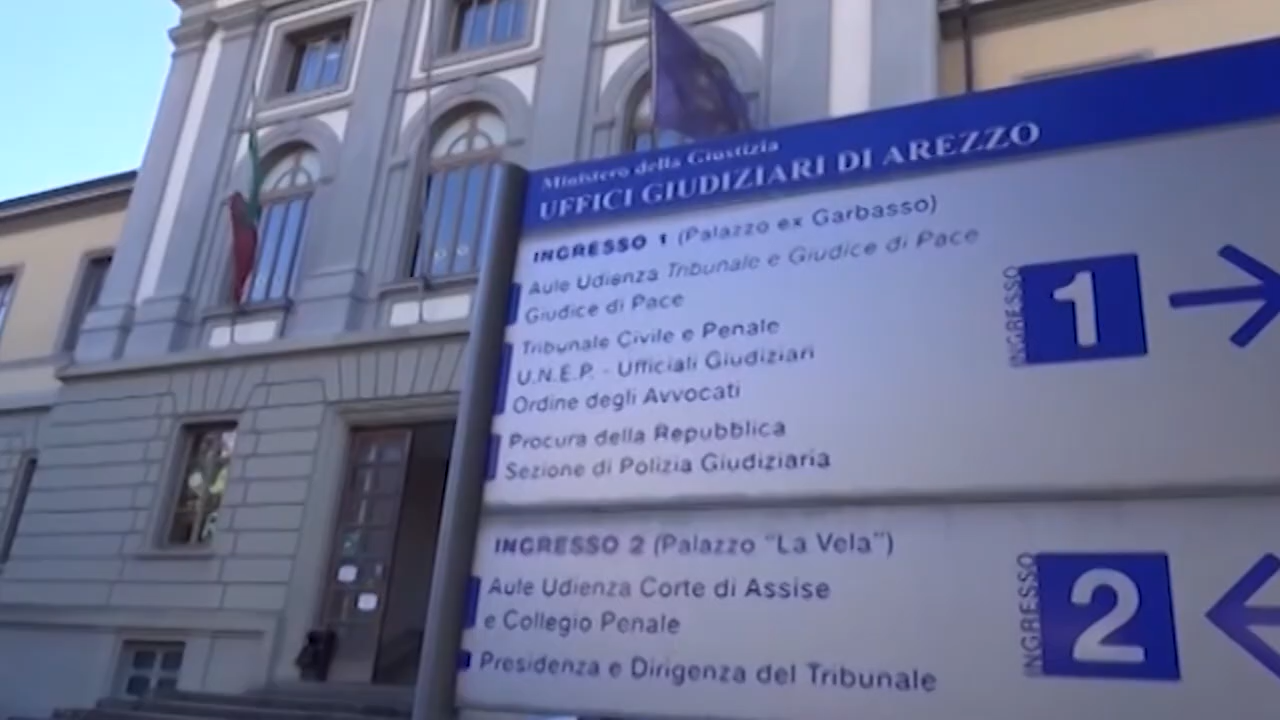 Ministero della Giustizia
UFFICI GIUDIZIARI DI AREZZO
INGRESSO 1 (Palazzo ex Garbasso)
Aule Udienza Tribunale e Giudice di Pace
Giudice di Pace
Tribunale Civile e Penale
U.N.E.P. - Ufficiali Giudiziari
Ordine degli Avvocati
Procura della Repubblica
Sezione di Polizia Giudiziaria
INGRESSO
1
INGRESSO 2 (Palazzo "La Vela")
Aule Udienza Corte di Assise
e Collegio Penale
Presidenza e Dirigenza del Tribunale
INGRESSO
2